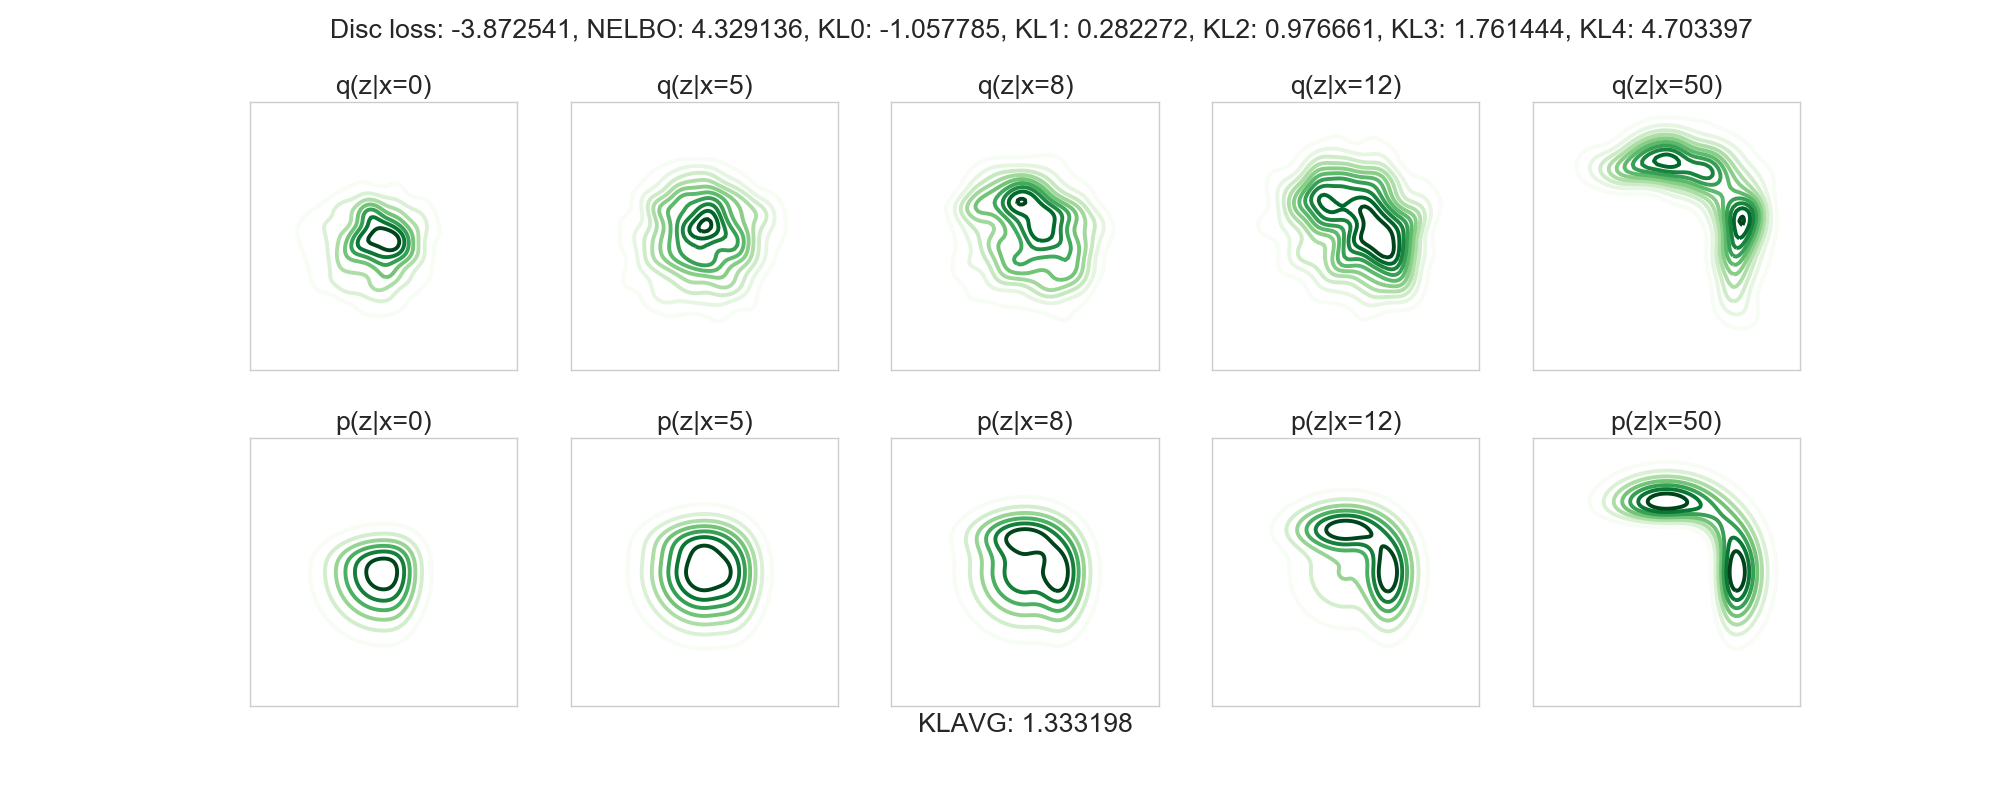 Disc loss: -3.872541, NELBO: 4.329136, KL0: -1.057785, KL1: 0.282272, KL2: 0.976661, KL3: 1.761444, KL4: 4.703397
q(z|x=0) q(z|x=5) q(z|x=8) q(z|x=12) q(z|x=50)
p(z|x=0) p(z|x=5) p(z|x=8) p(z|x=12) p(z|x=50)
KLAVG: 1.333198